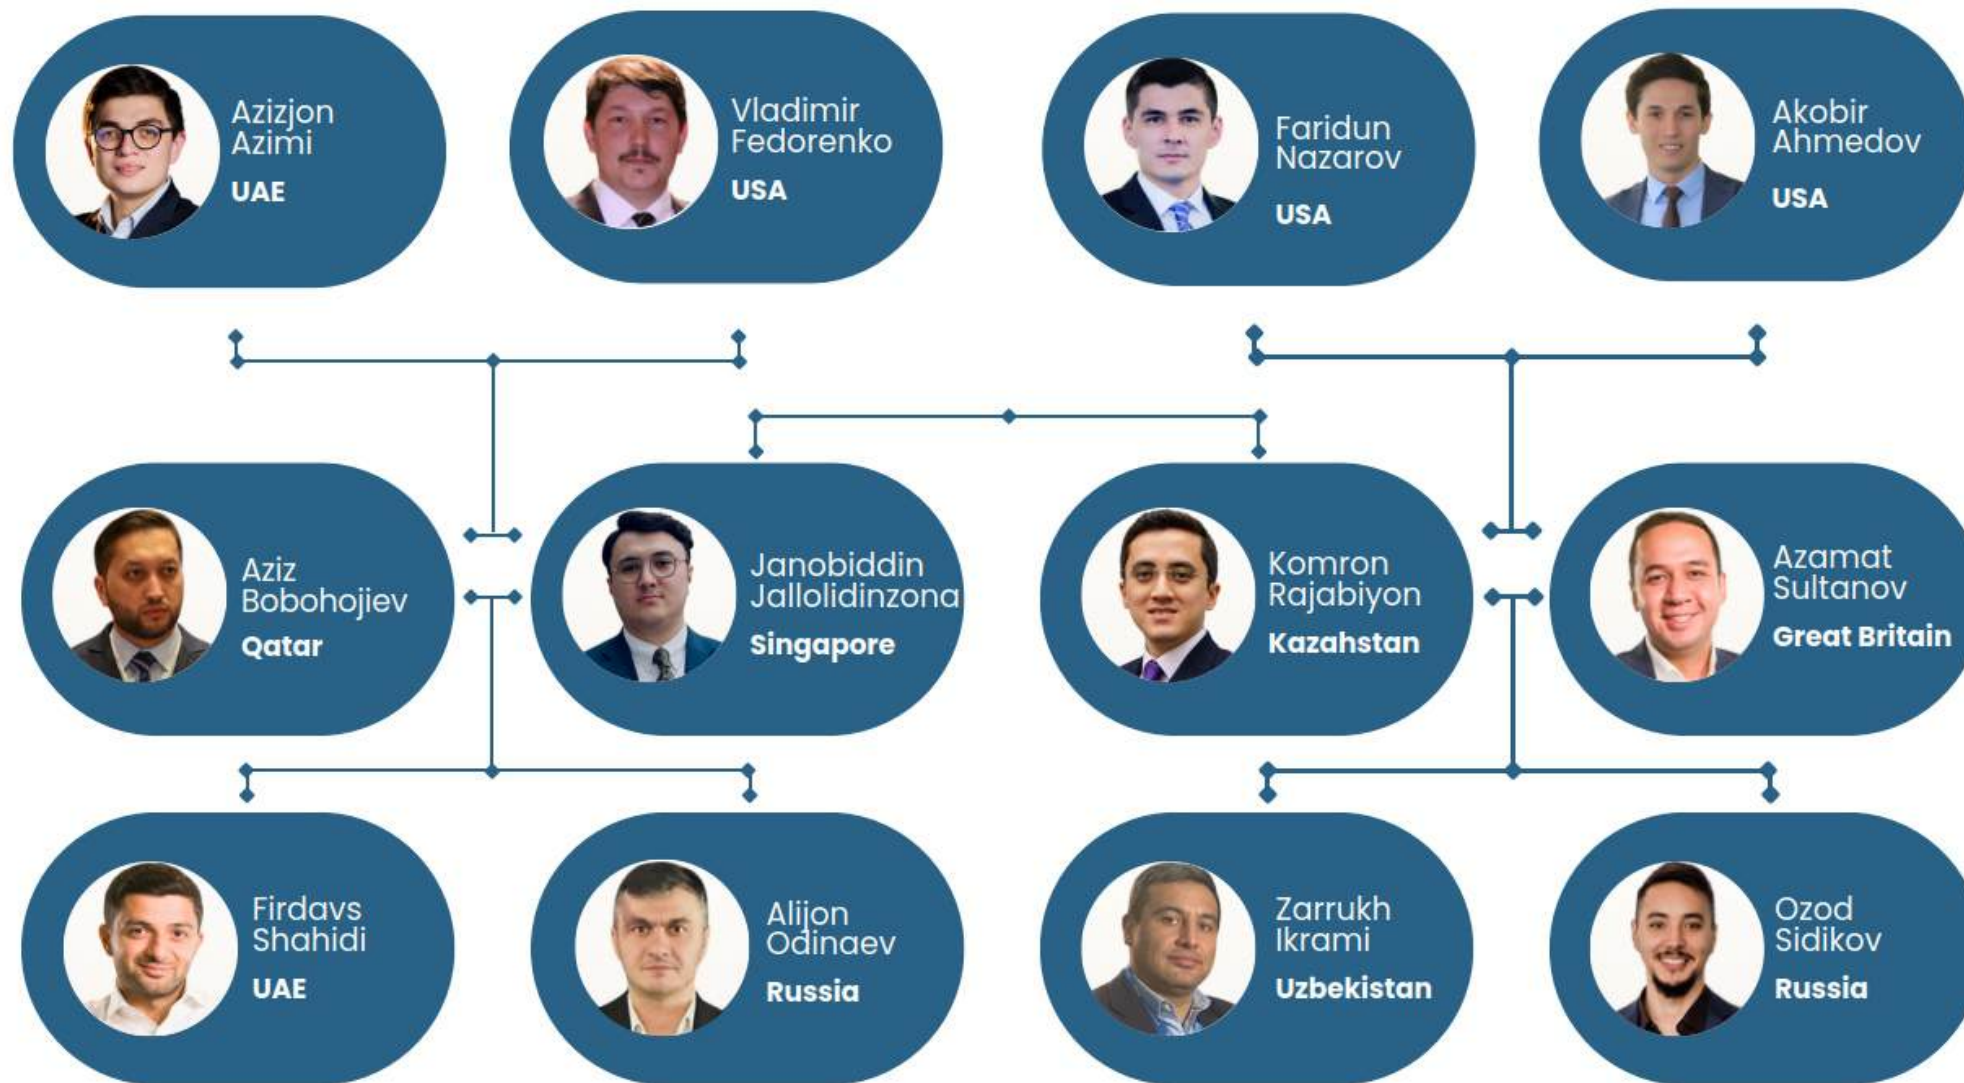 Azizjon
Azimi
UAE
Vladimir
Fedorenko
USA
Faridun
Nazarov
USA
Akobir
Ahmedov
USA
Aziz
Bobohojiev
Qatar
Janobiddin
Jallolidinzona
Singapore
Komron
Rajabiyon
Kazahstan
Azamat
Sultanov
Great Britain
Firdavs
Shahidi
UAE
Alijon
Odinaev
Russia
Zarrukh
Ikrami
Uzbekistan
Ozod
Sidikov
Russia